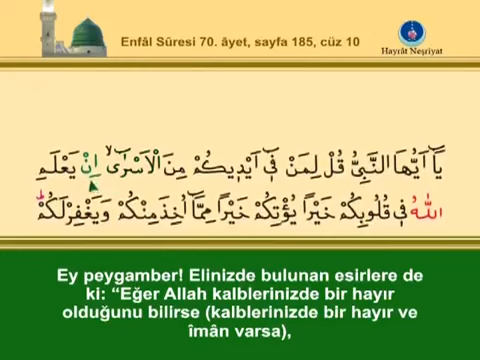 Enfâl Sûresi 70. âyet, sayfa 185, cüz 10
Hayrât Neşriyat
يَٓا اَيُّهَا النَّبِيُّ قُلْ لِمَنْ فٖٓي اَيْدٖيكُمْ مِنَ الْاَسْرٰٓىۙ اِنْ يَعْلَمِ
اللّٰهُ فٖي قُلُوبِكُمْ خَيْرًا يُؤْتِكُمْ خَيْرًا مِمَّٓا اُخِذَ مِنْكُمْ وَيَغْفِرْ لَكُمْۜ
Ey peygamber! Elinizde bulunan esirlere de
ki: “Eğer Allah kalblerinizde bir hayır
olduğunu bilirse (kalblerinizde bir hayır ve
îmân varsa),